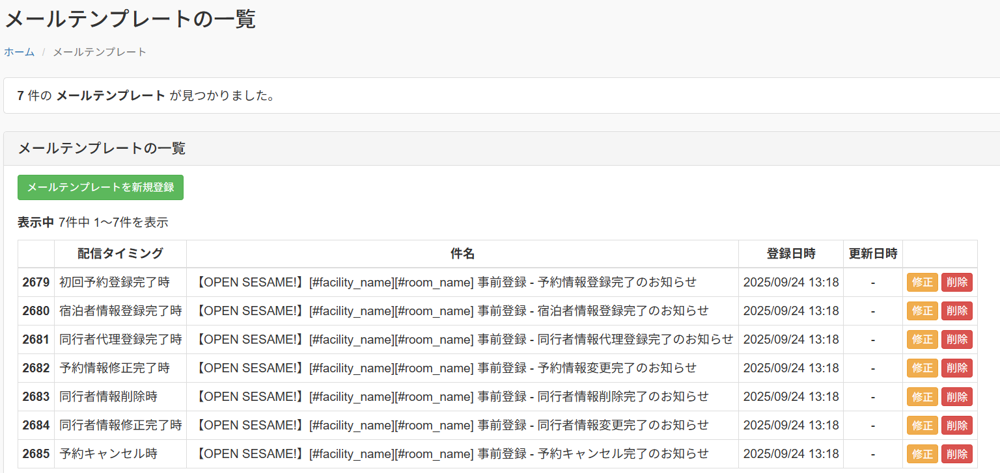 メールテンプレートの一覧
ホーム / メールテンプレート
7 件の メールテンプレート が見つかりました。
メールテンプレートの一覧
メールテンプレートを新規登録
表示中 7件中 1～7件を表示
配信タイミング 件名 登録日時 更新日時
2679 初回予約登録完了時 【OPEN SESAME!】[#facility_name][#room_name] 事前登録 - 予約情報登録完了のお知らせ 2025/09/24 13:18 - 修正 削除
2680 宿泊者情報登録完了時 【OPEN SESAME!】[#facility_name][#room_name] 事前登録 - 宿泊者情報登録完了のお知らせ 2025/09/24 13:18 - 修正 削除
2681 同行者代理登録完了時 【OPEN SESAME!】[#facility_name][#room_name] 事前登録 - 同行者情報代理登録完了のお知らせ 2025/09/24 13:18 - 修正 削除
2682 予約情報修正完了時 【OPEN SESAME!】[#facility_name][#room_name] 事前登録 - 予約情報変更完了のお知らせ 2025/09/24 13:18 - 修正 削除
2683 同行者情報削除時 【OPEN SESAME!】[#facility_name][#room_name] 事前登録 - 同行者情報削除完了のお知らせ 2025/09/24 13:18 - 修正 削除
2684 同行者情報修正完了時 【OPEN SESAME!】[#facility_name][#room_name] 事前登録 - 同行者情報変更完了のお知らせ 2025/09/24 13:18 - 修正 削除
2685 予約キャンセル時 【OPEN SESAME!】[#facility_name][#room_name] 事前登録 - 予約キャンセル完了のお知らせ 2025/09/24 13:18 - 修正 削除